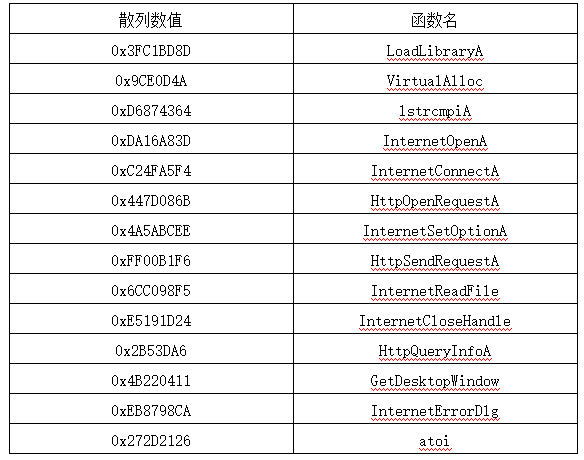 散列数值 函数名
0x3FC1BD8D LoadLibraryA
0x9CE0D4A VirtualAlloc
0xD6874364 lstrcmpiA
0xDA16A83D InternetOpenA
0xC24FA5F4 InternetConnectA
0x447D086B HttpOpenRequestA
0x4A5ABCEE InternetSetOptionA
0xFF00B1F6 HttpSendRequestA
0x6CC098F5 InternetReadFile
0xE5191D24 InternetCloseHandle
0x2B53DA6 HttpQueryInfoA
0x4B220411 GetDesktopWindow
0xEB8798CA InternetErrorDlg
0x272D2126 atoi